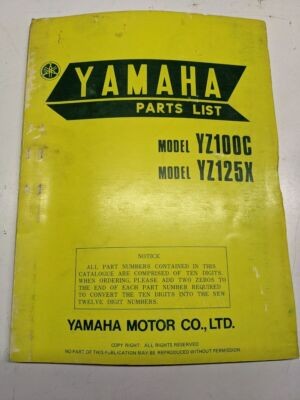 YAMAHA
PARTS LIST
MODEL YZ100C
MODEL YZ125X
NOTICE
ALL PART NUMBERS CONTAINED IN THIS
CATALOGUE ARE COMPRISED OF TEN DIGITS.
WHEN ORDERING, PLEASE ADD TWO ZEROS TO
THE END OF EACH PART NUMBER REQUIRED
TO CONVERT THE TEN DIGITS INTO THE NEW
TWELVE DIGIT NUMBERS.
YAMAHA MOTOR CO., LTD.
COPY RIGHT: ALL RIGHTS RESERVED
NO PART OF THIS PUBLICATION MAY BE REPRODUCED WITHOUT PERMISSION